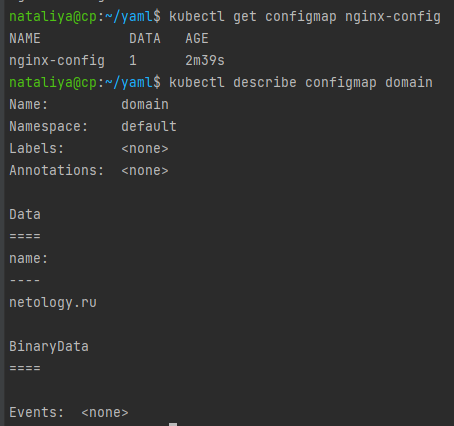 nataliya@cp:~/yaml$ kubectl get configmap nginx-config
NAME           DATA   AGE
nginx-config   1      2m39s
nataliya@cp:~/yaml$ kubectl describe configmap domain
Name:         domain
Namespace:    default
Labels:       <none>
Annotations:  <none>

Data
====
name:
----
netology.ru

BinaryData
====

Events:  <none>